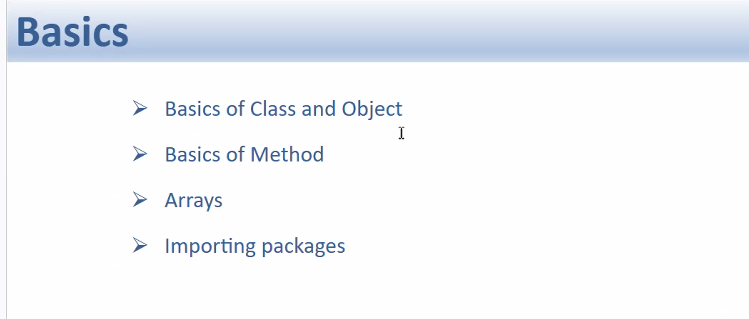 Basics
Basics of Class and Object
Basics of Method
Arrays
Importing packages